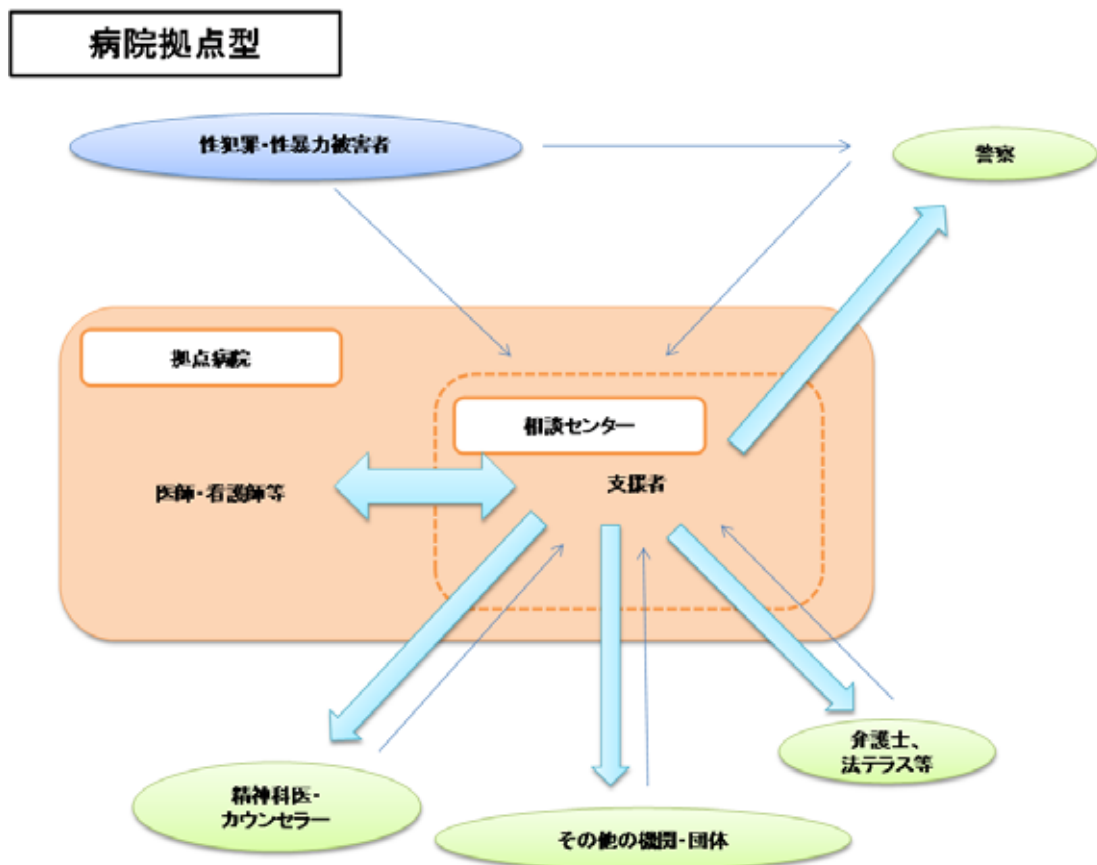 病院拠点型
性犯罪・性暴力被害者
警察
拠点病院
相談センター
医師・看護師等
支援者
弁護士、
法テラス等
精神科医・
カウンセラー
その他の機関・団体